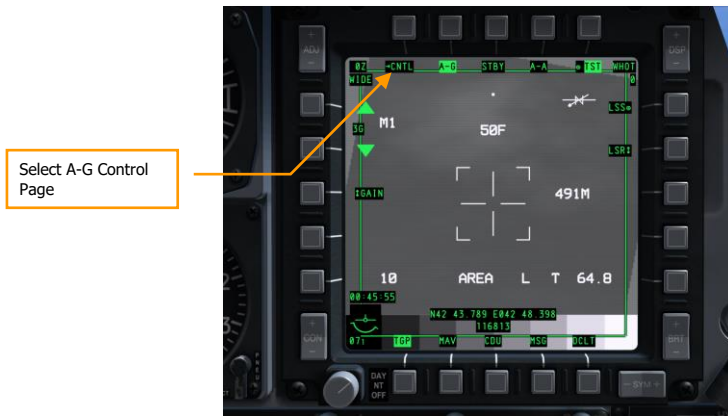 ADJ
DSP
0Z →CNTL A-G STBY A-A TST WHOT
WIDE 0
LSS
M1
3G
50F
LSR↕
Select A-G Control
Page
↕GAIN
491M
10 AREA L T 64.8
00:45:55
N42 43.789 E042 48.398
116813
CON
TGP NAV CDU MSG DCLT
BRT
DAY
NT
OFF
SYM +